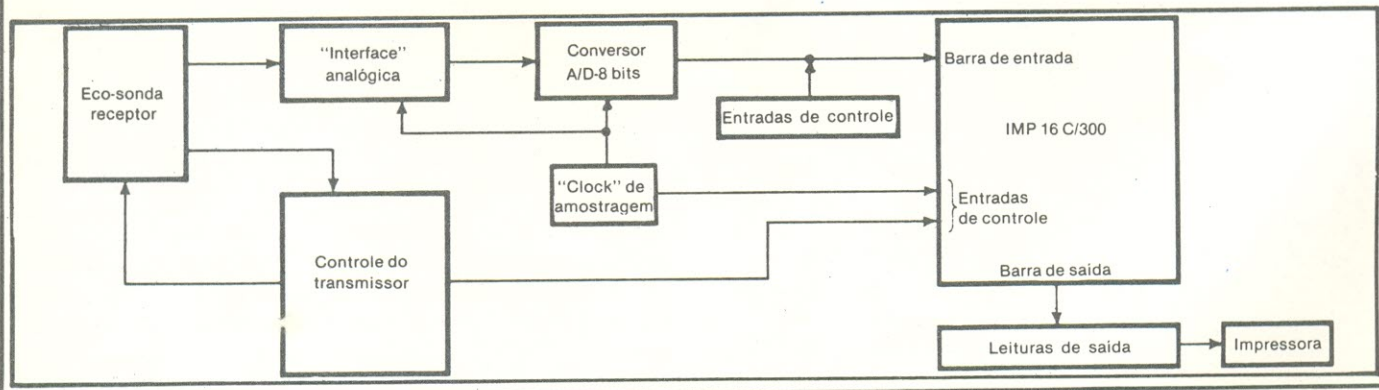 Eco-sonda
receptor
"Interface"
analógica
Conversor
A/D-8 bits
Entradas de controle
Barra de entrada
IMP 16 C/300
"Clock" de
amostragem
Entradas
de controle
Controle do
transmissor
Barra de saída
Leituras de saída
Impressora